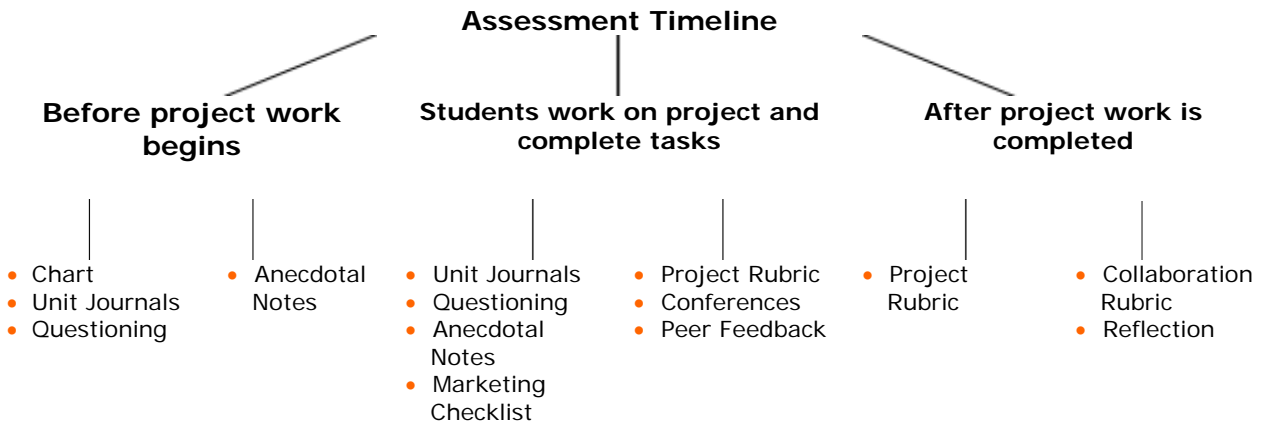 Assessment Timeline
Before project work
begins
Students work on project and
complete tasks
After project work is
completed
• Chart
• Unit Journals
• Questioning
• Anecdotal
Notes
• Unit Journals
• Questioning
• Anecdotal
Notes
• Marketing
Checklist
• Project Rubric
• Conferences
• Peer Feedback
• Project
Rubric
• Collaboration
Rubric
• Reflection